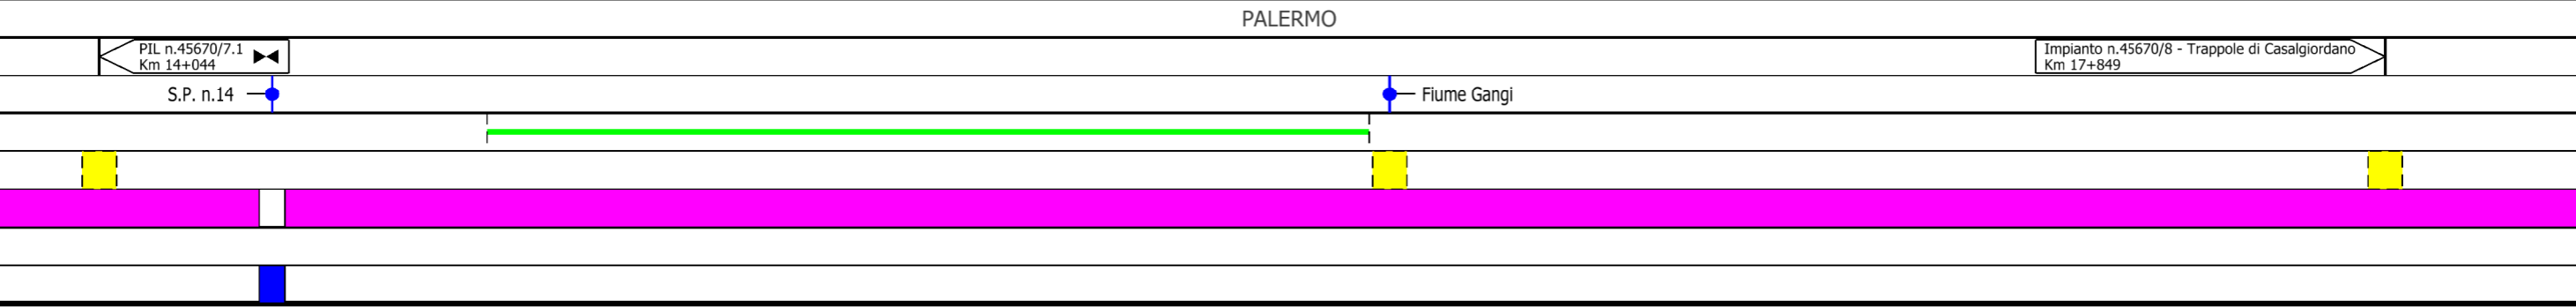 PALERMO
PIL n.45670/7.1
Km 14+044
Impianto n.45670/8 - Trappole di Casalgiordano
Km 17+849
S.P. n.14
Fiume Gangi